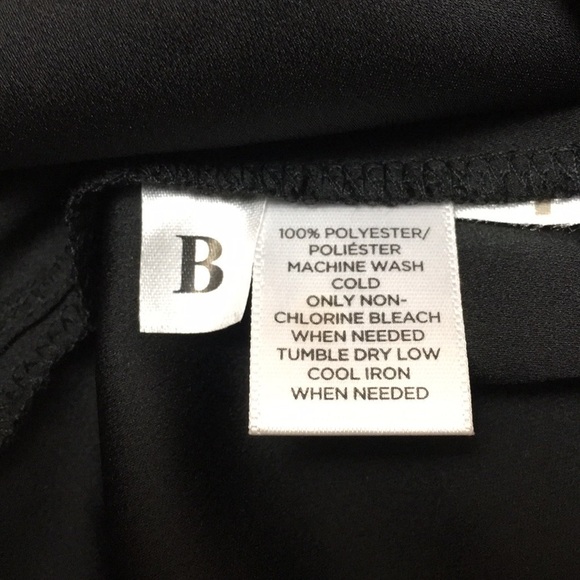 B
100% POLYESTER/
POLIÉSTER
MACHINE WASH
COLD
ONLY NON-
CHLORINE BLEACH
WHEN NEEDED
TUMBLE DRY LOW
COOL IRON
WHEN NEEDED